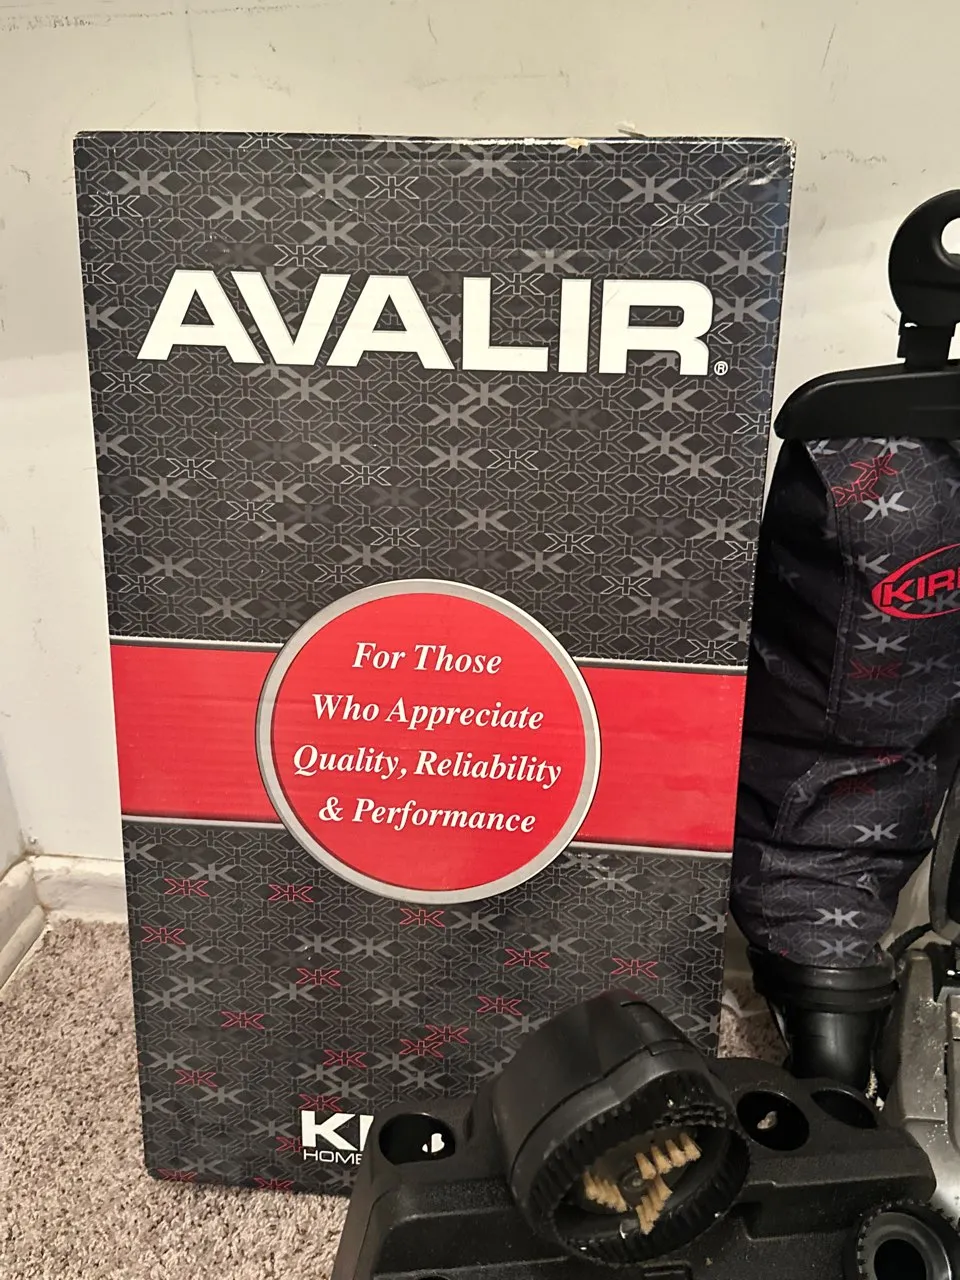 AVALIR®
For Those
Who Appreciate
Quality, Reliability
& Performance